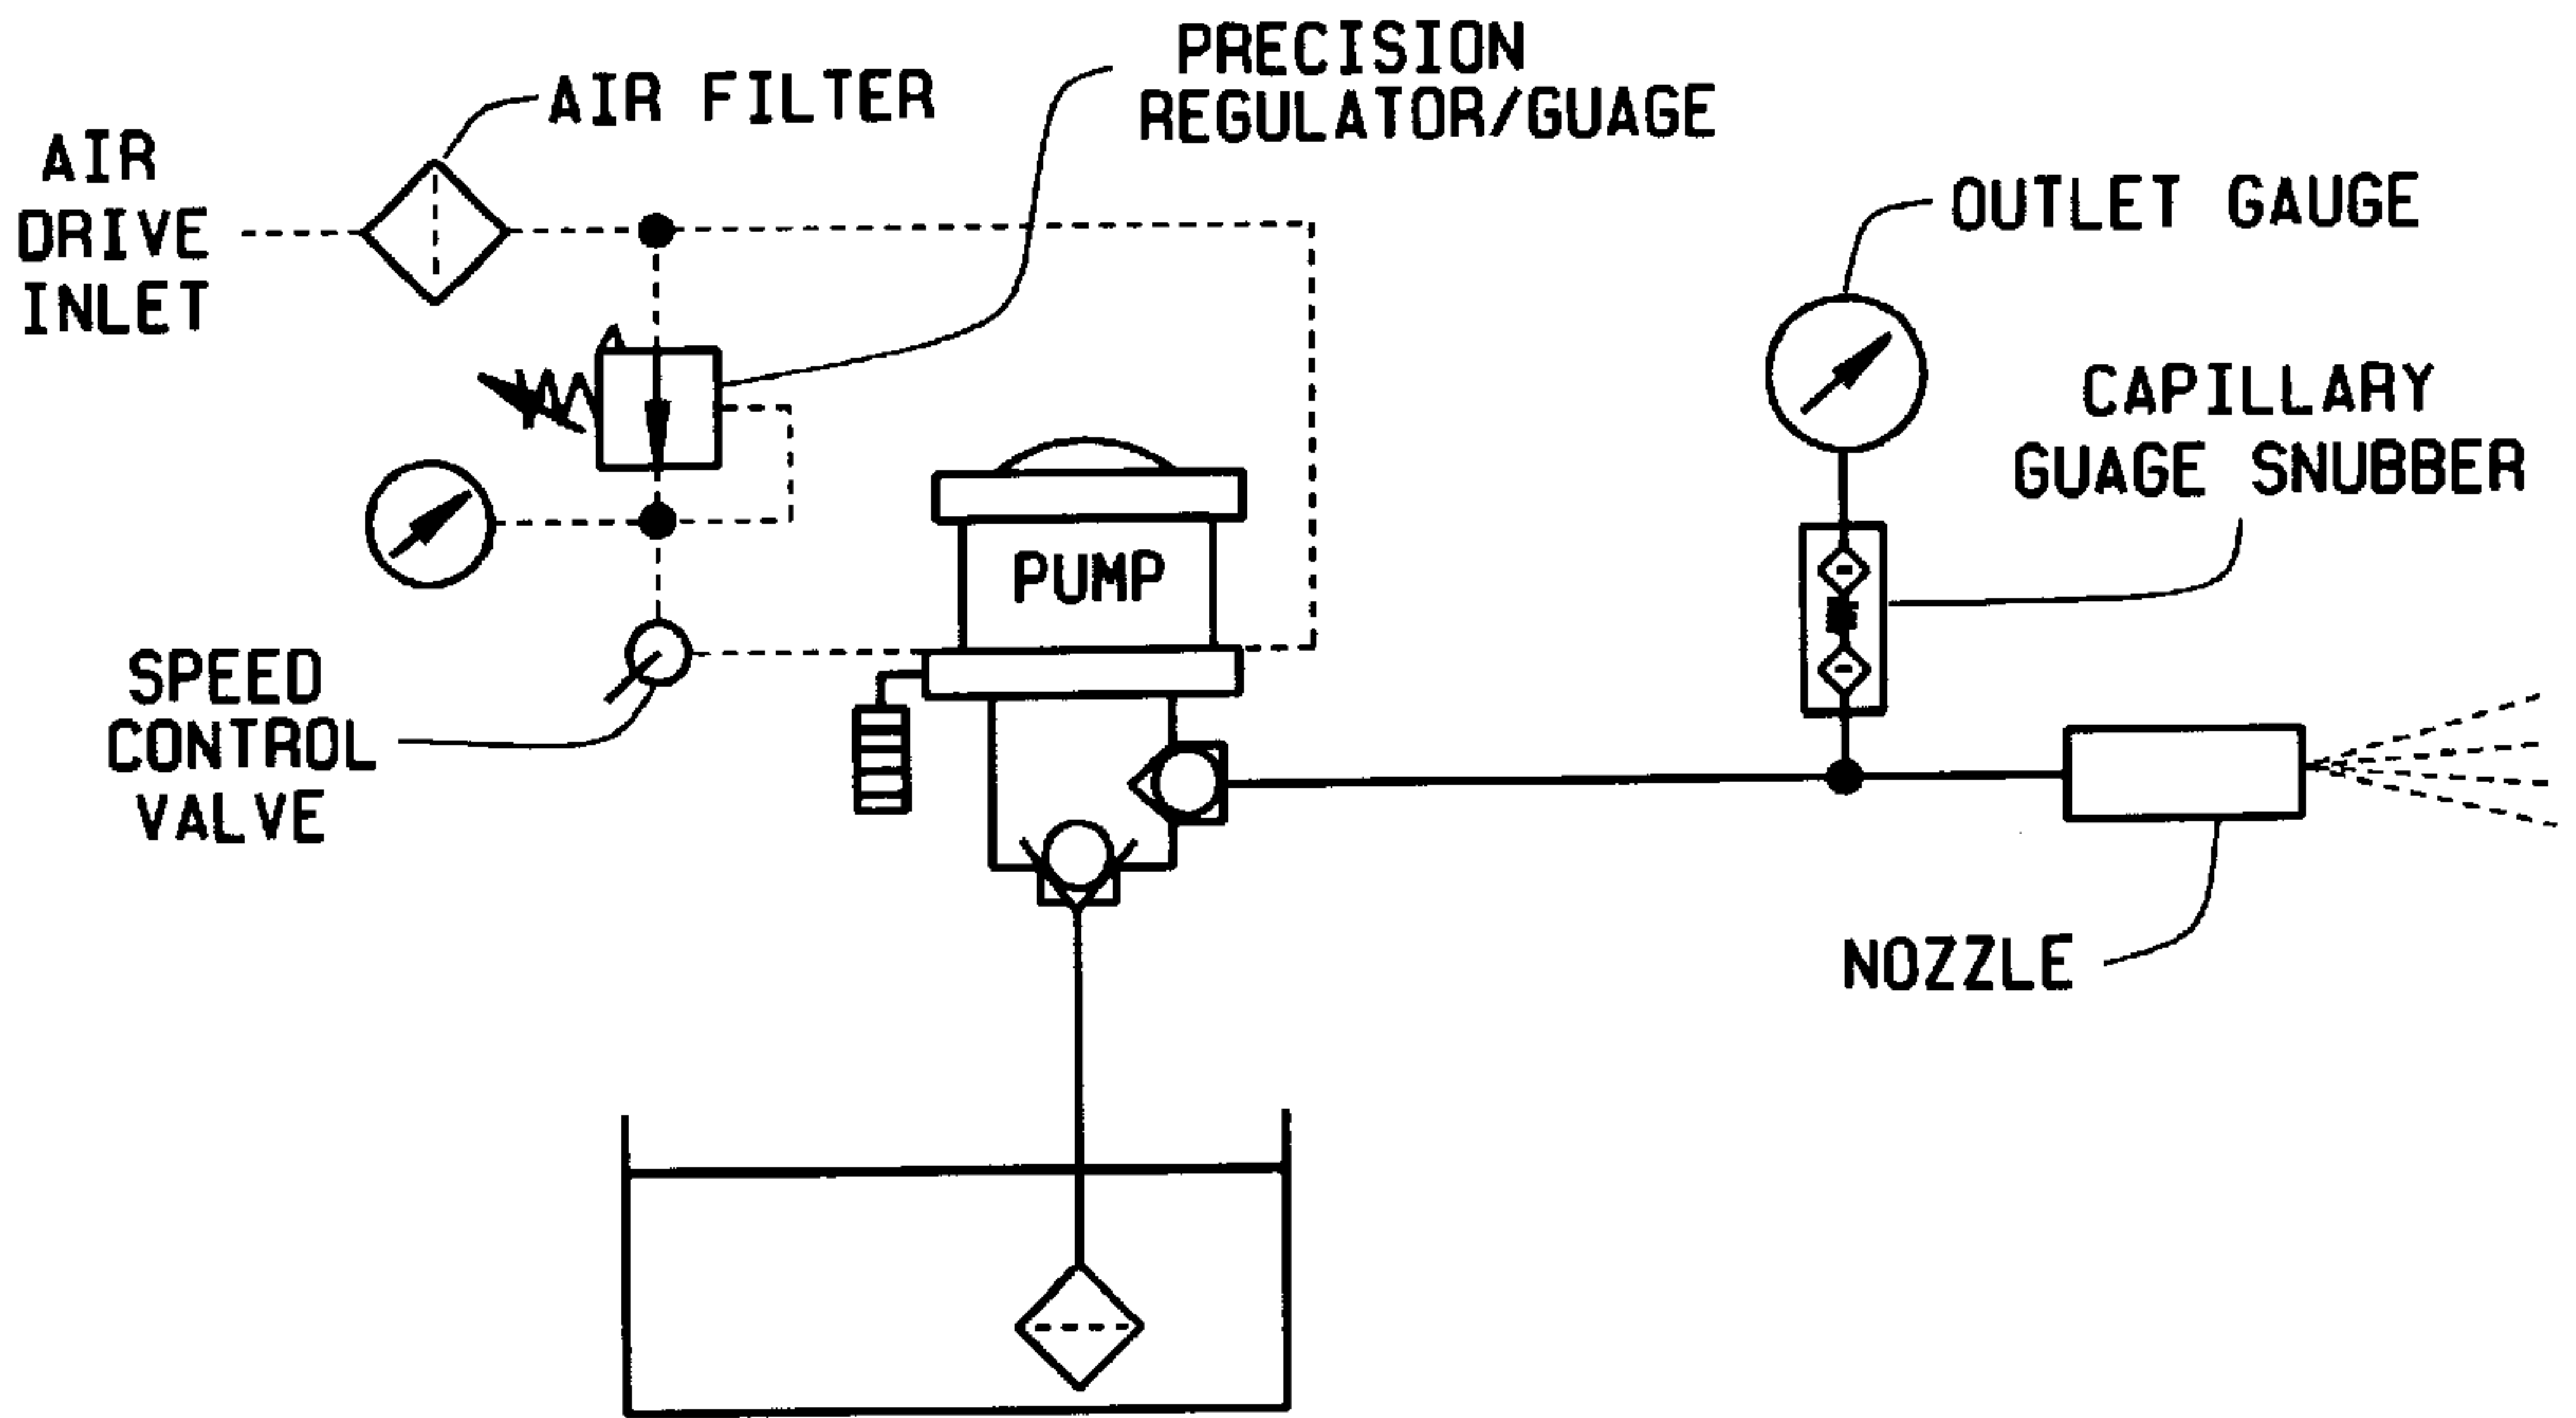 AIR
DRIVE
INLET
AIR FILTER
PRECISION
REGULATOR/GUAGE
OUTLET GAUGE
CAPILLARY
GUAGE SNUBBER
PUMP
SPEED
CONTROL
VALVE
NOZZLE